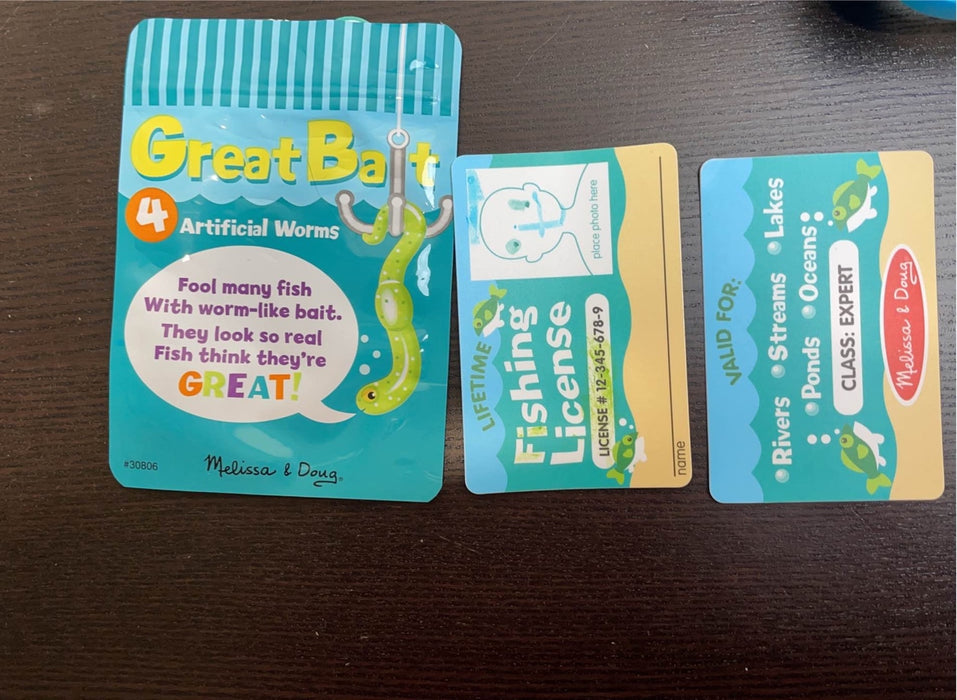 Great Bait
4 Artificial Worms
Fool many fish
With worm-like bait.
They look so real
Fish think they're
GREAT!
#30806
Melissa & Doug®
place photo here
LIFETIME
Fishing
License
LICENSE # 12-345-678-9
name
VALID FOR:
Rivers • Streams • Lakes
Ponds • Oceans
CLASS: EXPERT
Melissa & Doug®